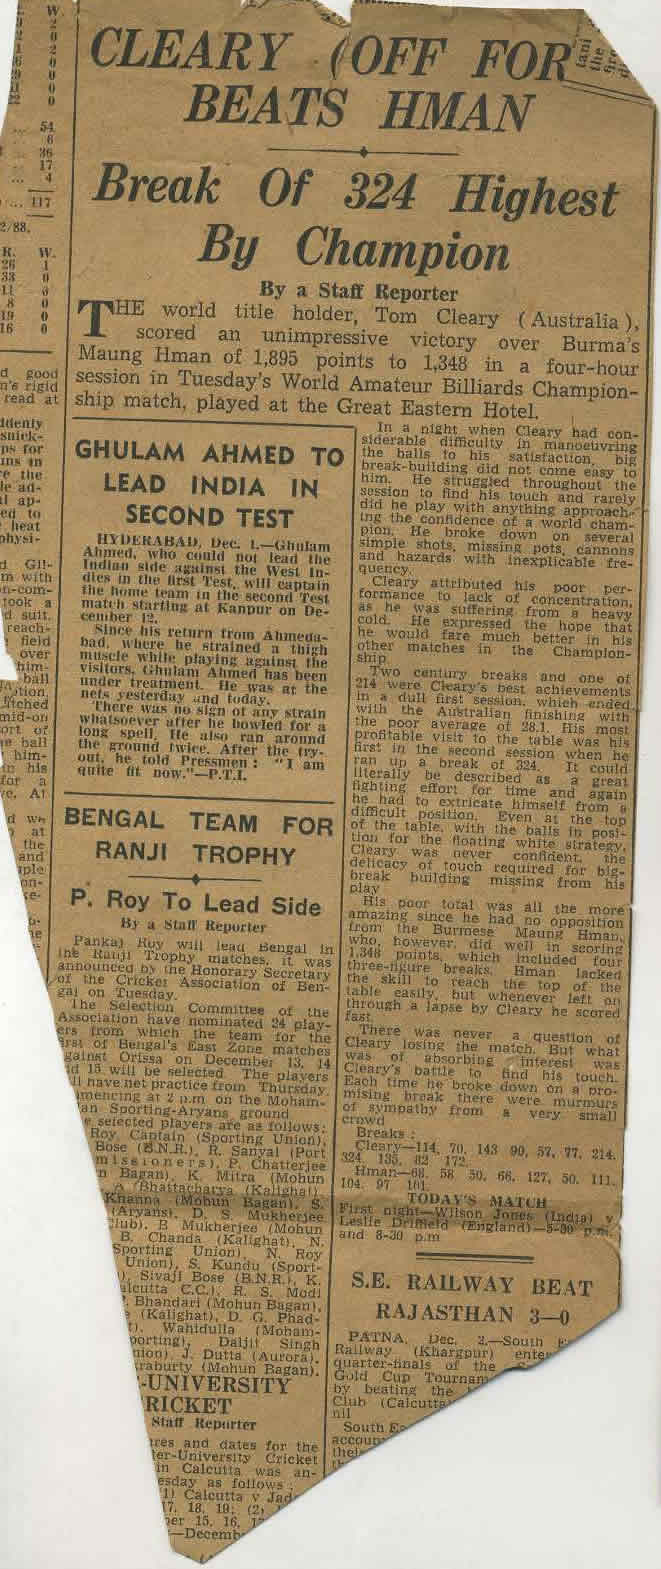 CLEARY (OFF FOR
BEATS HMAN
Break Of 324 Highest
By Champion
By a Staff Reporter
THE world title holder, Tom Cleary (Australia),
scored an unimpressive victory over Burma's
Maung Hman of 1,895 points to 1,348 in a four-hour
session in Tuesday's World Amateur Billiards Champion-
ship match, played at the Great Eastern Hotel.
In a night when Cleary had con-
siderable difficulty in manoeuvring
the balls to his satisfaction, big
break-building did not come easy to
him. He struggled throughout the
session to find his touch and rarely
did he play with anything approach-
ing the confidence of a world cham-
pion. He broke down on several
simple shots, missing pots, cannons
and hazards with inexplicable fre-
quency.
Cleary attributed his poor per-
formance to lack of concentration,
as he was suffering from a heavy
cold. He expressed the hope that
he would fare much better in his
other matches in the Champion-
ship.
Two century breaks and one of
214 were Cleary's best achievements
in a dull first session, which ended
with the Australian finishing with
the poor average of 28.1. His most
profitable visit to the table was his
first in the second session when he
ran up a break of 324. It could
literally be described as a great
fighting effort for time and again
he had to extricate himself from a
difficult position. Even at the top
of the table, with the balls in posi-
tion for the floating white strategy,
Cleary was never confident, the
delicacy of touch required for big-
break building missing from his
play
His poor total was all the more
amazing since he had no opposition
from the Burmese Maung Hman,
who, however, did well in scoring
1,348 points, which included four
three-figure breaks. Hman lacked
the skill to reach the top of the
table easily, but whenever left on
through a lapse by Cleary he scored
fast.
There was never a question of
Cleary losing the match. But what
was of absorbing interest was
Cleary's battle to find his touch.
Each time he broke down on a pro-
mising break there were murmurs
of sympathy from a very small
crowd
Breaks:
Cleary—114, 70, 143 90, 57, 77, 214,
324, 135, 82 172.
Hman—68, 58 50, 66, 127, 50, 111,
104, 97 101
TODAY'S MATCH
First night—Wilson Jones (India) v
Leslie Driffield (England)—5-30 p.m.
and 8-30 p.m
S.E. RAILWAY BEAT
RAJASTHAN 3—0
PATNA, Dec. 2.—South
Railway (Khargpur)
quarter-finals of the
Gold Cup
by beating the
Club (Calcutta
nil
South
GHULAM AHMED TO
LEAD INDIA IN
SECOND TEST
HYDERABAD, Dec. 1.—Ghulam
Ahmed, who could not lead the
Indian side against the West In-
dies in the first Test, will captain
the home team in the second Test
match starting at Kanpur on De-
cember 12.
Since his return from Ahmeda-
bad, where he strained a thigh
muscle while playing against the
visitors, Ghulam Ahmed has been
under treatment. He was at the
nets yesterday and today.
There was no sign of any strain
whatsoever after he bowled for a
long spell. He also ran around
the ground twice. After the try-
out, he told Pressmen: "I am
quite fit now."—P.T.I.
BENGAL TEAM FOR
RANJI TROPHY
P. Roy To Lead Side
By a Staff Reporter
Pankaj Roy will lead Bengal in
the Ranji Trophy matches, it was
announced by the Honorary Secretary
of the Cricket Association of Ben-
gal on Tuesday.
The Selection Committee of the
Association have nominated 24 play-
ers from which the team for the
first of Bengal's East Zone matches
against Orissa on December 13, 14
15 will be selected. The players
have net practice from Thursday,
at 2 p.m on the Moham-
Sporting-Aryans ground
selected players are as follows:
Roy, Captain (Sporting Union),
Bose (B.N.R.), R. Sanyal (Port
P. Chatterjee
Bagan), K. Mitra (Mohun
A Bhattacharya (Kalighat),
Khanna (Mohun Bagan), S.
(Aryans), D. S. Mukherjee
B Mukherjee (Mohun
B. Chanda (Kalighat), N.
Sporting Union), N. Roy
Union), S. Kundu (Sport-
Sivaji Bose (B.N.R.), K.
C.C.), R. S. Modi
Bhandari (Mohun Bagan),
(Kalighat), D. G. Phad-
Wahidulla (Moham-
Daljit Singh
J. Dutta (Aurora),
(Mohun Bagan).
-UNIVERSITY
RICKET
Staff Reporter
and dates for the
Cricket
in Calcutta was an-
as follows:
Calcutta v
17, 18, 19; (2)
15, 16,
—Decemb